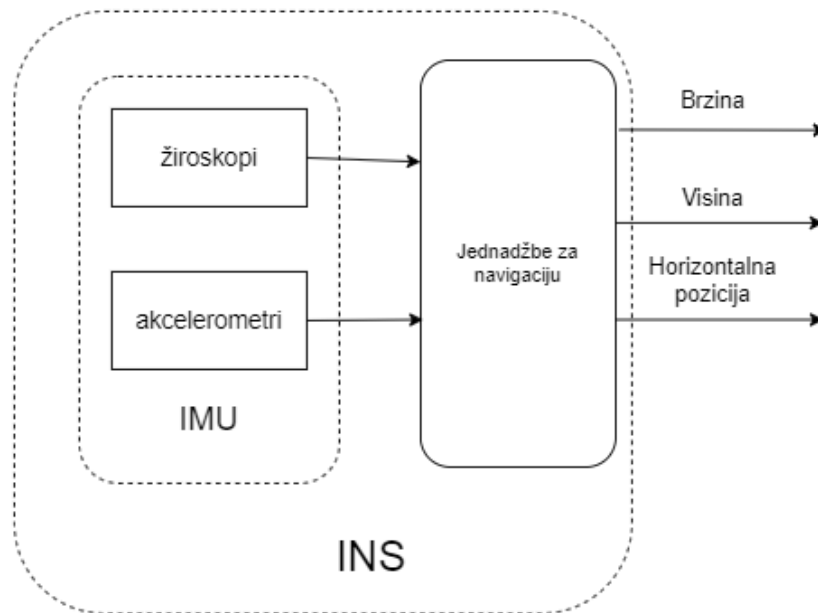 žiroskopi
akcelerometri
IMU
Jednadžbe za
navigaciju
INS
Brzina
Visina
Horizontalna
pozicija